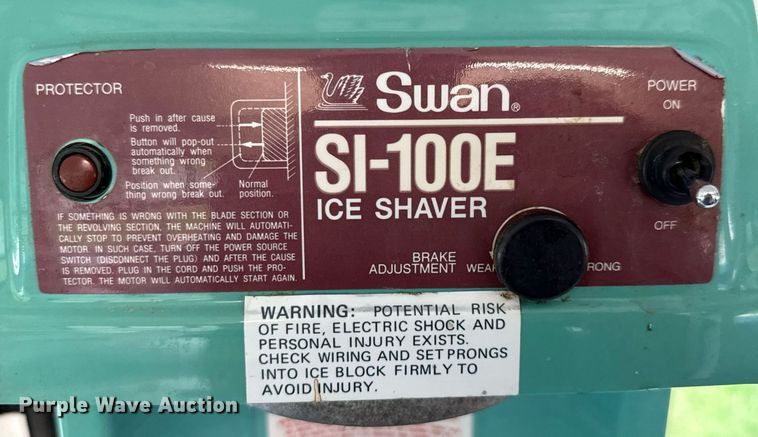 PROTECTOR
Push in after cause
is removed.
Button will pop-out
automatically when
something wrong
break out.
Position when some-
thing wrong break out.
Normal
position.
IF SOMETHING IS WRONG WITH THE BLADE SECTION OR
THE REVOLVING SECTION, THE MACHINE WILL AUTOMATI-
CALLY STOP TO PREVENT OVERHEATING AND DAMAGE THE
MOTOR IN SUCH CASE. TURN OFF THE POWER SOURCE
SWITCH (DISCONNECT THE PLUG) AND AFTER THE CAUSE
IS REMOVED, PLUG IN THE CORD AND PUSH THE PRO-
TECTOR. THE MOTOR WILL AUTOMATICALLY START AGAIN.
Swan®
SI-100E
ICE SHAVER
BRAKE
ADJUSTMENT WEA RONG
POWER
ON
OFF
WARNING: POTENTIAL RISK
OF FIRE, ELECTRIC SHOCK AND
PERSONAL INJURY EXISTS.
CHECK WIRING AND SET PRONGS
INTO ICE BLOCK FIRMLY TO
AVOID INJURY.
Purple Wave Auction